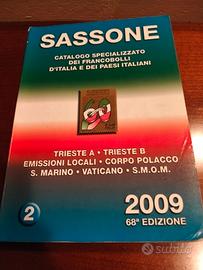 SASSONE
CATALOGO SPECIALIZZATO
DEI FRANCOBOLLI
D'ITALIA E DEI PAESI ITALIANI
TRIESTE A • TRIESTE B
EMISSIONI LOCALI • CORPO POLACCO
S. MARINO • VATICANO • S.M.O.M.
2
2009
68ª EDIZIONE
subito